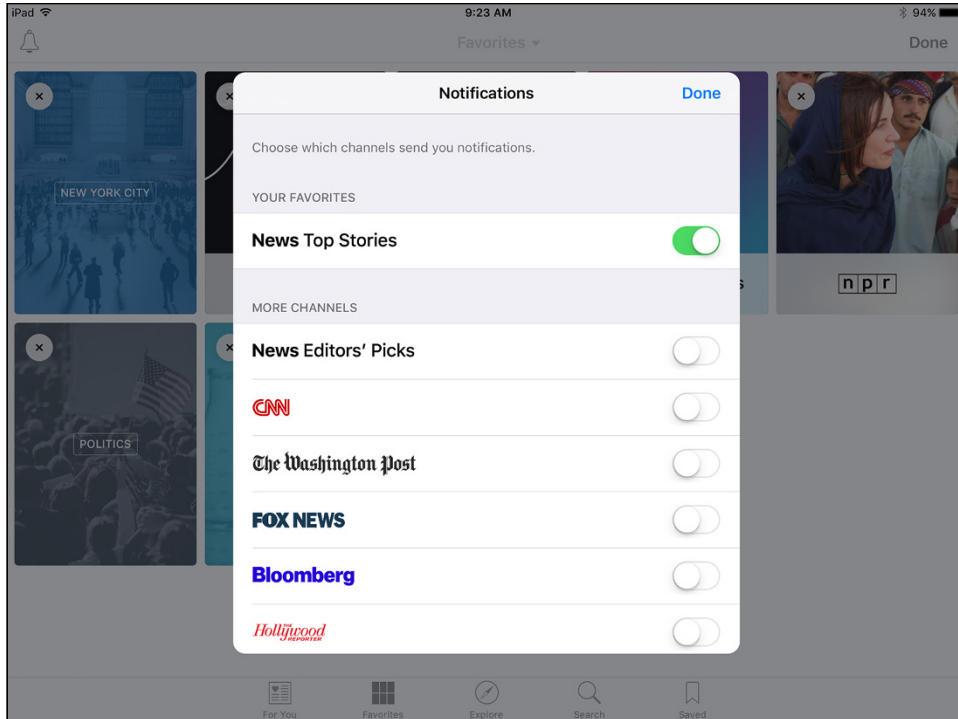 iPad 9:23 AM 94%
Favorites Done
Notifications Done
Choose which channels send you notifications.
YOUR FAVORITES
News Top Stories
MORE CHANNELS
News Editors' Picks
CNN
The Washington Post
FOX NEWS
Bloomberg
The Hollywood REPORTER
NEW YORK CITY
npr
POLITICS
For You Favorites Explore Search Saved